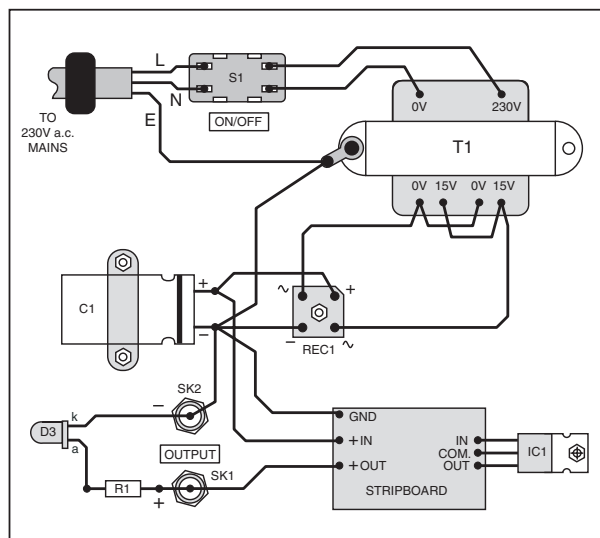 L
N
E
TO
230V a.c.
MAINS
S1
ON/OFF
0V 230V
T1
0V 15V 0V 15V
C1
+
−
~ +
− ~
REC1
SK2
−
k
D3
a
OUTPUT
R1
+
SK1
GND
+IN
+OUT
STRIPBOARD
IN
COM.
OUT
IC1